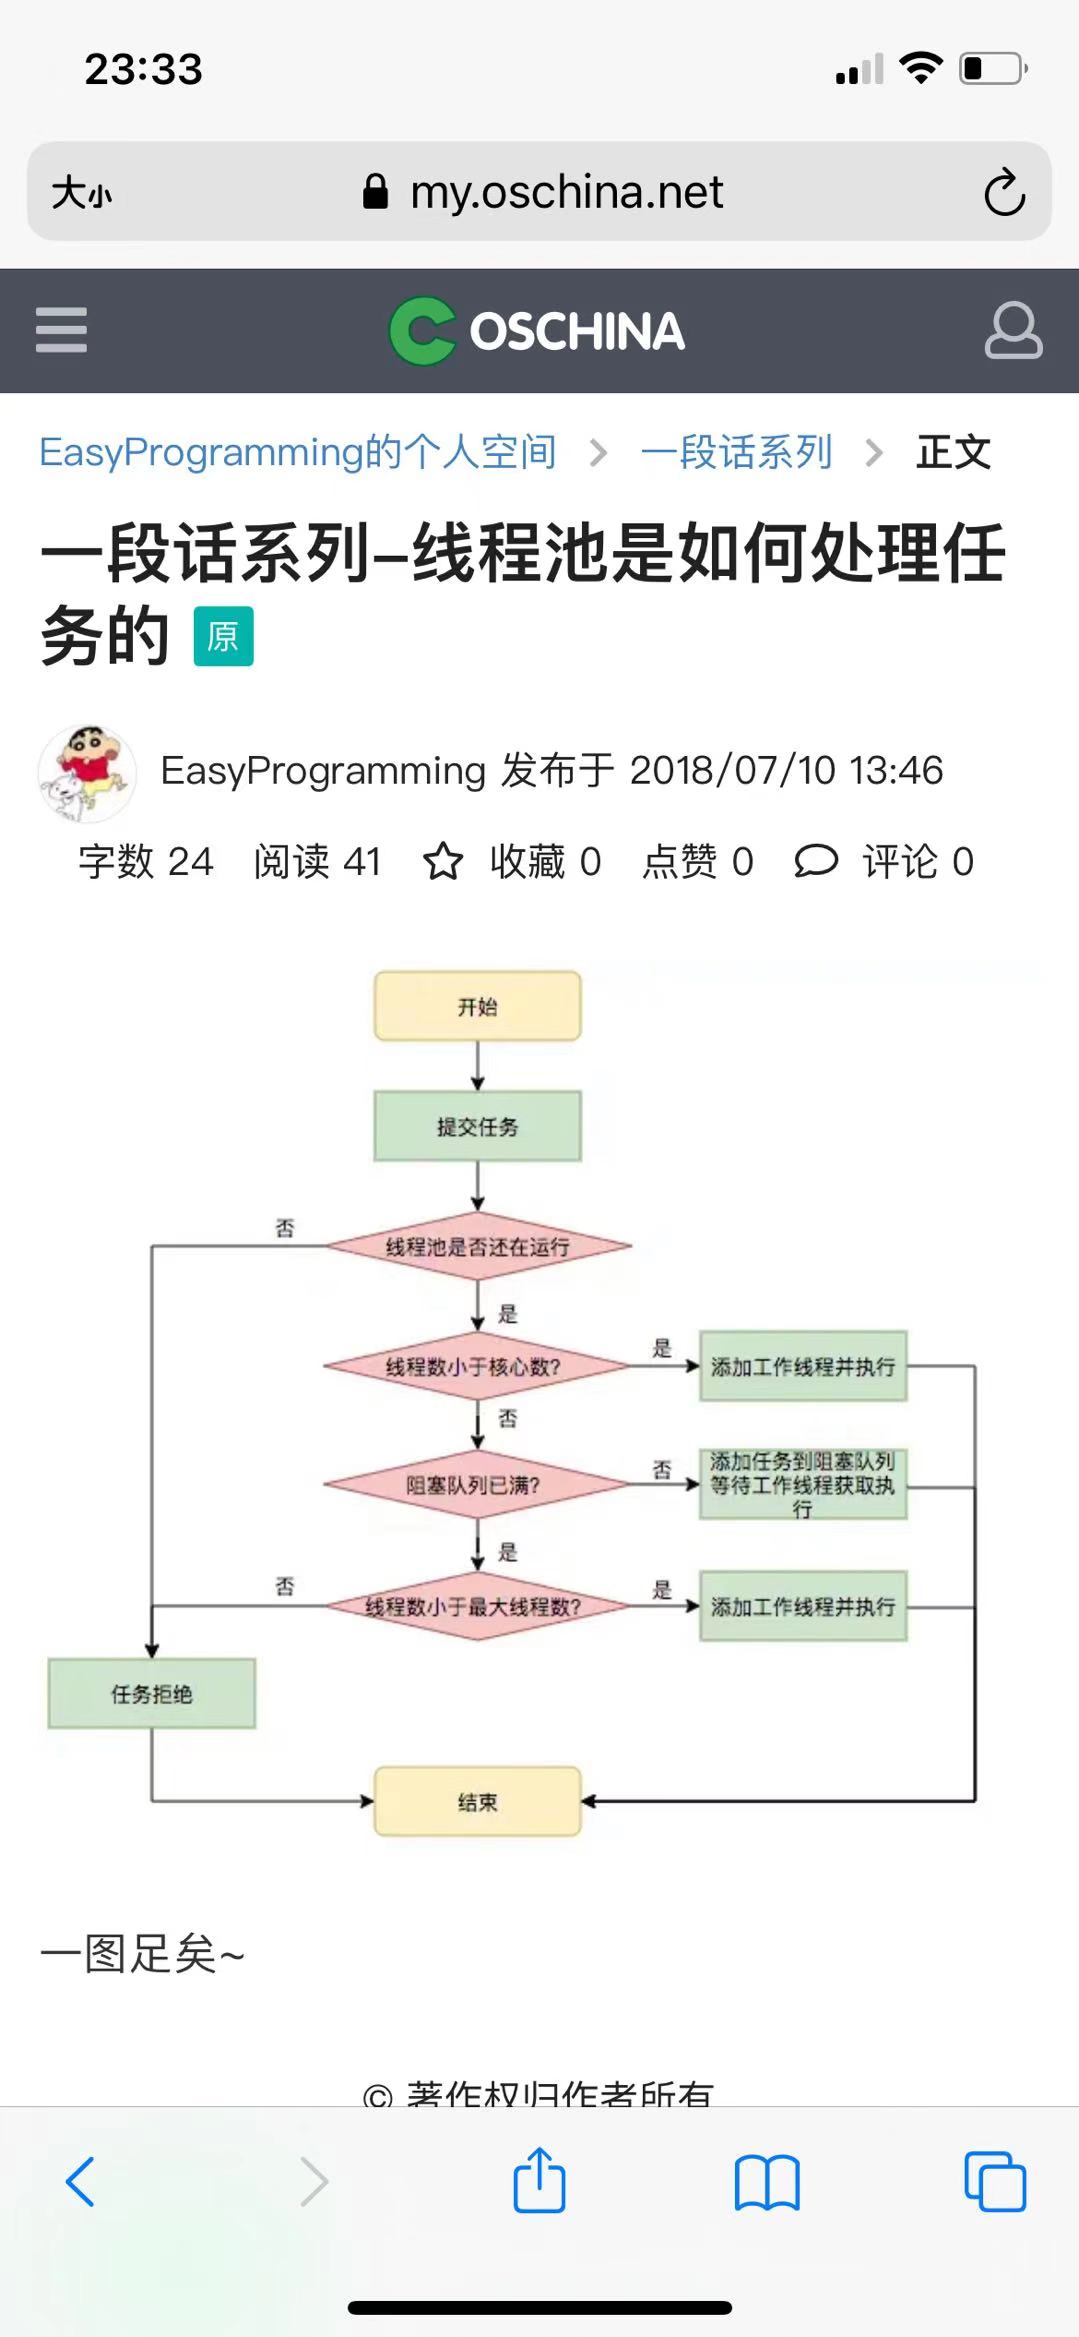 23:33
大小
my.oschina.net
OSCHINA
EasyProgramming的个人空间 > 一段话系列 > 正文
一段话系列–线程池是如何处理任
务的 原
EasyProgramming 发布于 2018/07/10 13:46
字数 24 阅读 41 收藏 0 点赞 0 评论 0
开始
提交任务
否
线程池是否还在运行
是
线程数小于核心数?
是
添加工作线程并执行
否
阻塞队列已满?
否
添加任务到阻塞队列
等待工作线程获取执
行
是
否
线程数小于最大线程数?
是
添加工作线程并执行
任务拒绝
结束
一图足矣~
© 著作权归作者所有